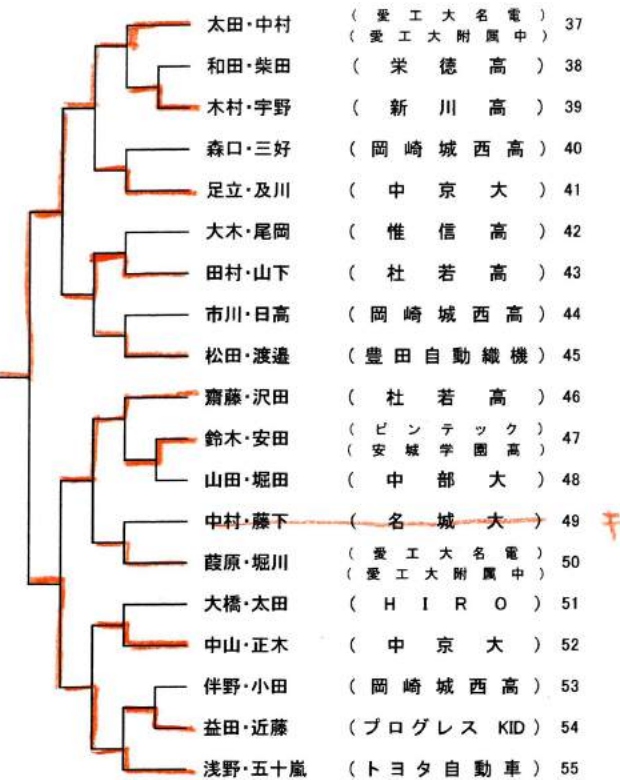 太田・中村 (愛工大名電) 37
(愛工大附属中)
和田・柴田 (栄徳高) 38
木村・宇野 (新川高) 39
森口・三好 (岡崎城西高) 40
足立・及川 (中京大) 41
大木・尾岡 (惟信高) 42
田村・山下 (杜若高) 43
市川・日高 (岡崎城西高) 44
松田・渡邉 (豊田自動織機) 45
齋藤・沢田 (杜若高) 46
鈴木・安田 (ピンテック) 47
(安城学園高)
山田・堀田 (中部大) 48
中村・藤下 (名城大) 49 キ
葭原・堀川 (愛工大名電) 50
(愛工大附属中)
大橋・太田 (HIRO) 51
中山・正木 (中京大) 52
伴野・小田 (岡崎城西高) 53
益田・近藤 (プログレス KID) 54
浅野・五十嵐 (トヨタ自動車) 55